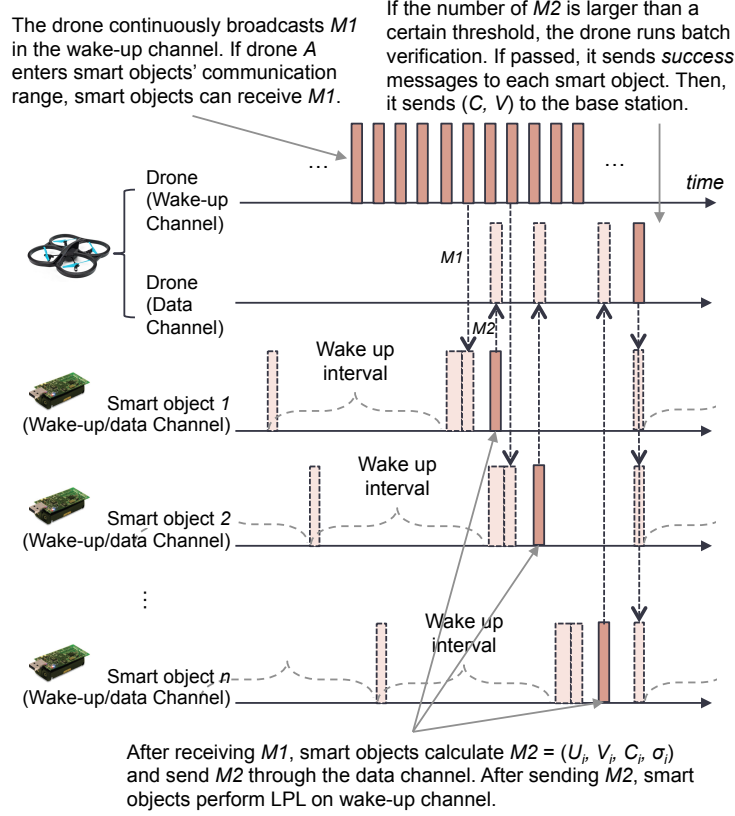 The drone continuously broadcasts M1
in the wake-up channel. If drone A
enters smart objects' communication
range, smart objects can receive M1.
If the number of M2 is larger than a
certain threshold, the drone runs batch
verification. If passed, it sends success
messages to each smart object. Then,
it sends (C, V) to the base station.
...
...
Drone
(Wake-up
Channel)
time
M1
Drone
(Data
Channel)
M2
Wake up
interval
Smart object 1
(Wake-up/data Channel)
Wake up
interval
Smart object 2
(Wake-up/data Channel)
⋮
Wake up
interval
Smart object n
(Wake-up/data Channel)
After receiving M1, smart objects calculate M2 = (Ui, Vi, Ci, σi)
and send M2 through the data channel. After sending M2, smart
objects perform LPL on wake-up channel.